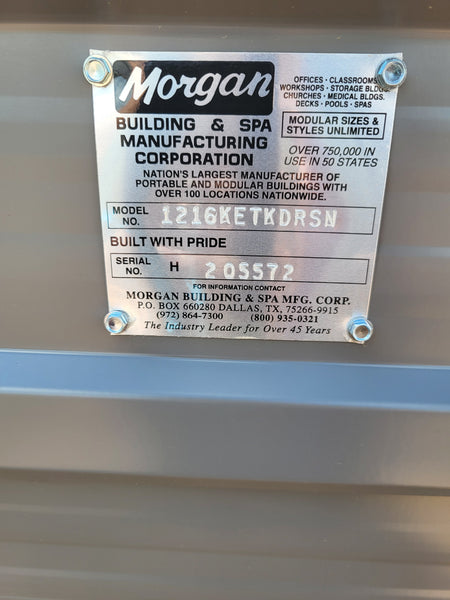 Morgan
OFFICES · CLASSROOMS
WORKSHOPS · STORAGE BLDGS.
CHURCHES · MEDICAL BLDGS.
DECKS · POOLS · SPAS
MODULAR SIZES &
STYLES UNLIMITED
BUILDING & SPA
MANUFACTURING
CORPORATION
OVER 750,000 IN
USE IN 50 STATES
NATION'S LARGEST MANUFACTURER OF
PORTABLE AND MODULAR BUILDINGS WITH
OVER 100 LOCATIONS NATIONWIDE.
MODEL NO. 1216KETKDRSN
BUILT WITH PRIDE
SERIAL NO. H 205572
FOR INFORMATION CONTACT
MORGAN BUILDING & SPA MFG. CORP.
P.O. BOX 660280 DALLAS, TX, 75266-9915
(972) 864-7300 (800) 935-0321
The Industry Leader for Over 45 Years